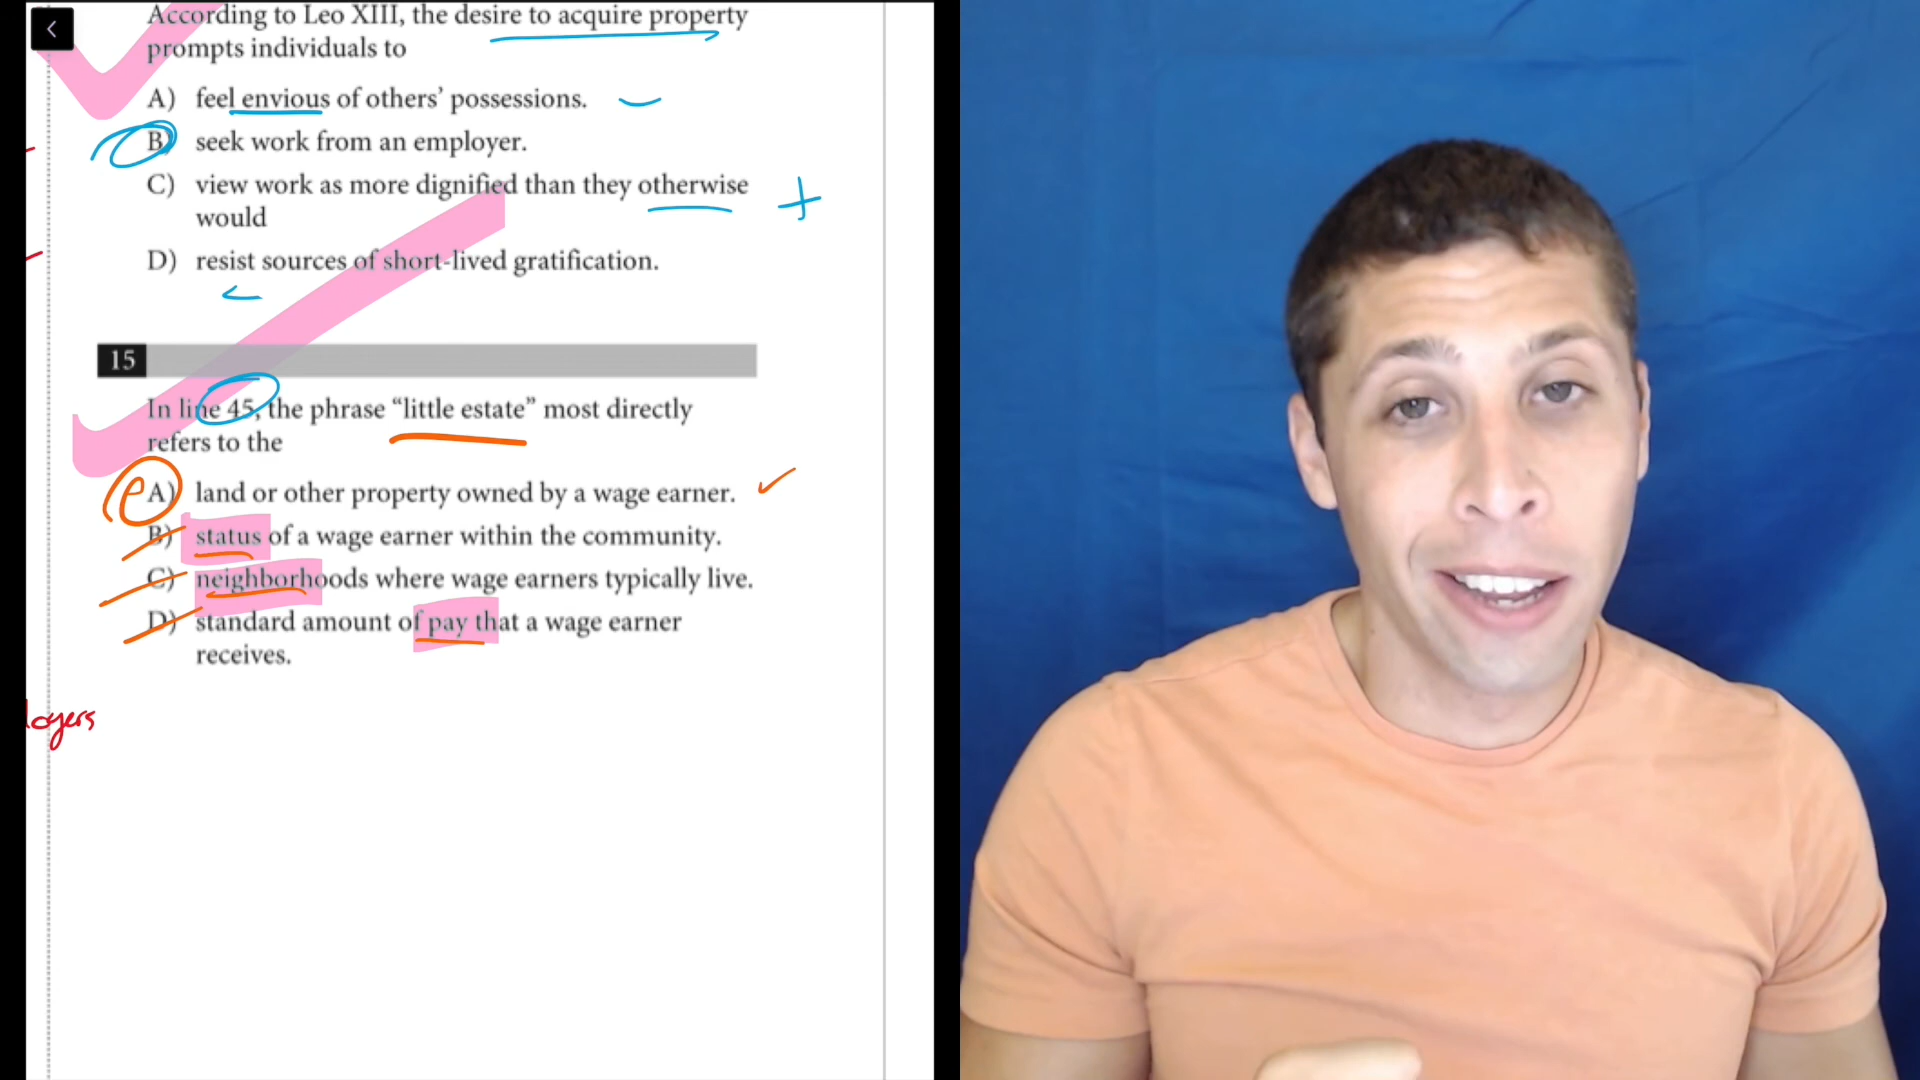 According to Leo XIII, the desire to acquire property
prompts individuals to
A) feel envious of others’ possessions.
B) seek work from an employer.
C) view work as more dignified than they otherwise
would
D) resist sources of short-lived gratification.
15
In line 45, the phrase “little estate” most directly
refers to the
A) land or other property owned by a wage earner.
B) status of a wage earner within the community.
C) neighborhoods where wage earners typically live.
D) standard amount of pay that a wage earner
receives.
loyers